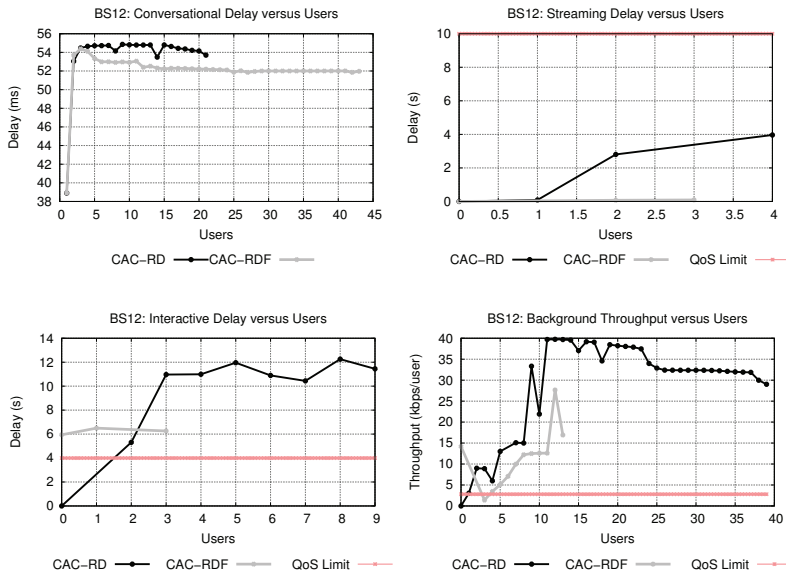 BS12: Conversational Delay versus Users
Delay (ms)
56
54
52
50
48
46
44
42
40
38
0 5 10 15 20 25 30 35 40 45
Users
CAC-RD CAC-RDF
BS12: Streaming Delay versus Users
Delay (s)
10
8
6
4
2
0
0 0.5 1 1.5 2 2.5 3 3.5 4
Users
CAC-RD CAC-RDF QoS Limit
BS12: Interactive Delay versus Users
Delay (s)
14
12
10
8
6
4
2
0
0 1 2 3 4 5 6 7 8 9
Users
CAC-RD CAC-RDF QoS Limit
BS12: Background Throughput versus Users
Throughput (kbps/user)
40
35
30
25
20
15
10
5
0
0 5 10 15 20 25 30 35 40
Users
CAC-RD CAC-RDF QoS Limit